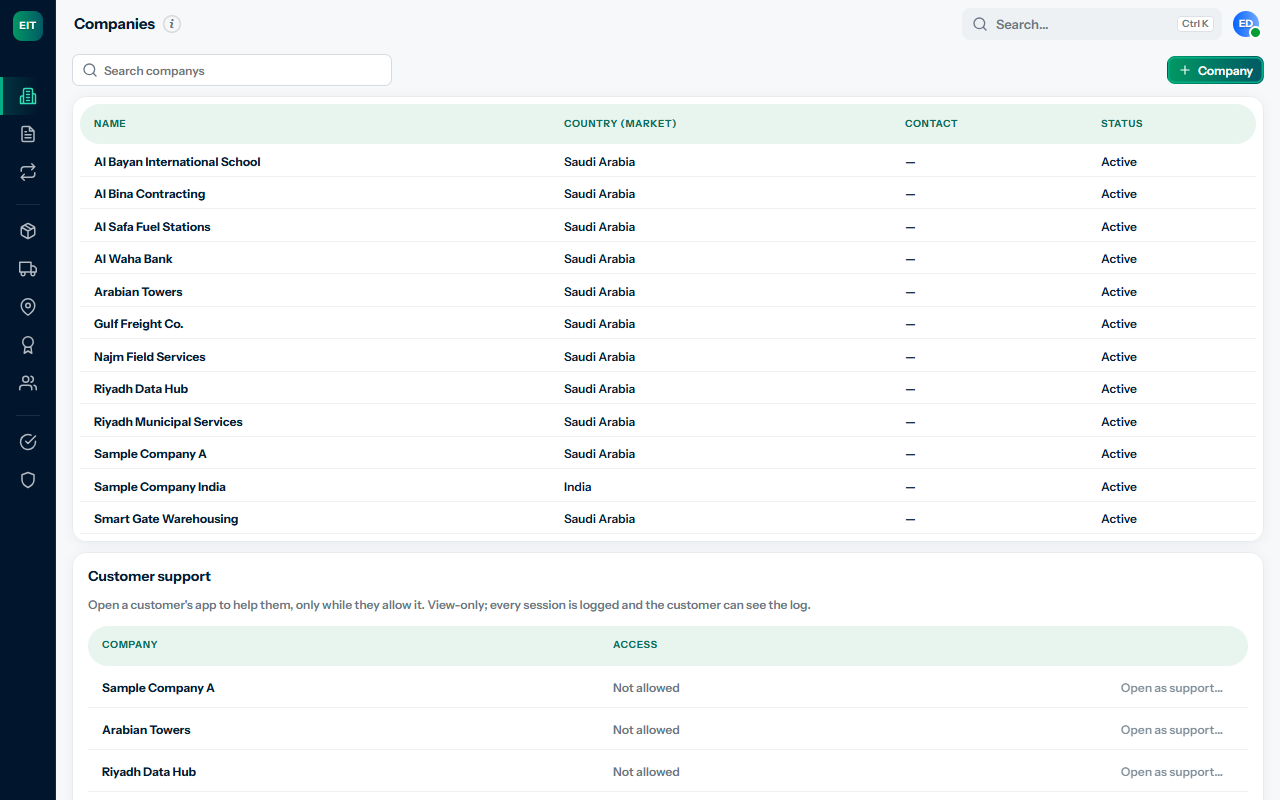 EIT
Companies i
Search... Ctrl K ED
Search companys
+ Company
NAME COUNTRY (MARKET) CONTACT STATUS
Al Bayan International School Saudi Arabia — Active
Al Bina Contracting Saudi Arabia — Active
Al Safa Fuel Stations Saudi Arabia — Active
Al Waha Bank Saudi Arabia — Active
Arabian Towers Saudi Arabia — Active
Gulf Freight Co. Saudi Arabia — Active
Najm Field Services Saudi Arabia — Active
Riyadh Data Hub Saudi Arabia — Active
Riyadh Municipal Services Saudi Arabia — Active
Sample Company A Saudi Arabia — Active
Sample Company India India — Active
Smart Gate Warehousing Saudi Arabia — Active
Customer support
Open a customer's app to help them, only while they allow it. View-only; every session is logged and the customer can see the log.
COMPANY ACCESS
Sample Company A Not allowed Open as support...
Arabian Towers Not allowed Open as support...
Riyadh Data Hub Not allowed Open as support...